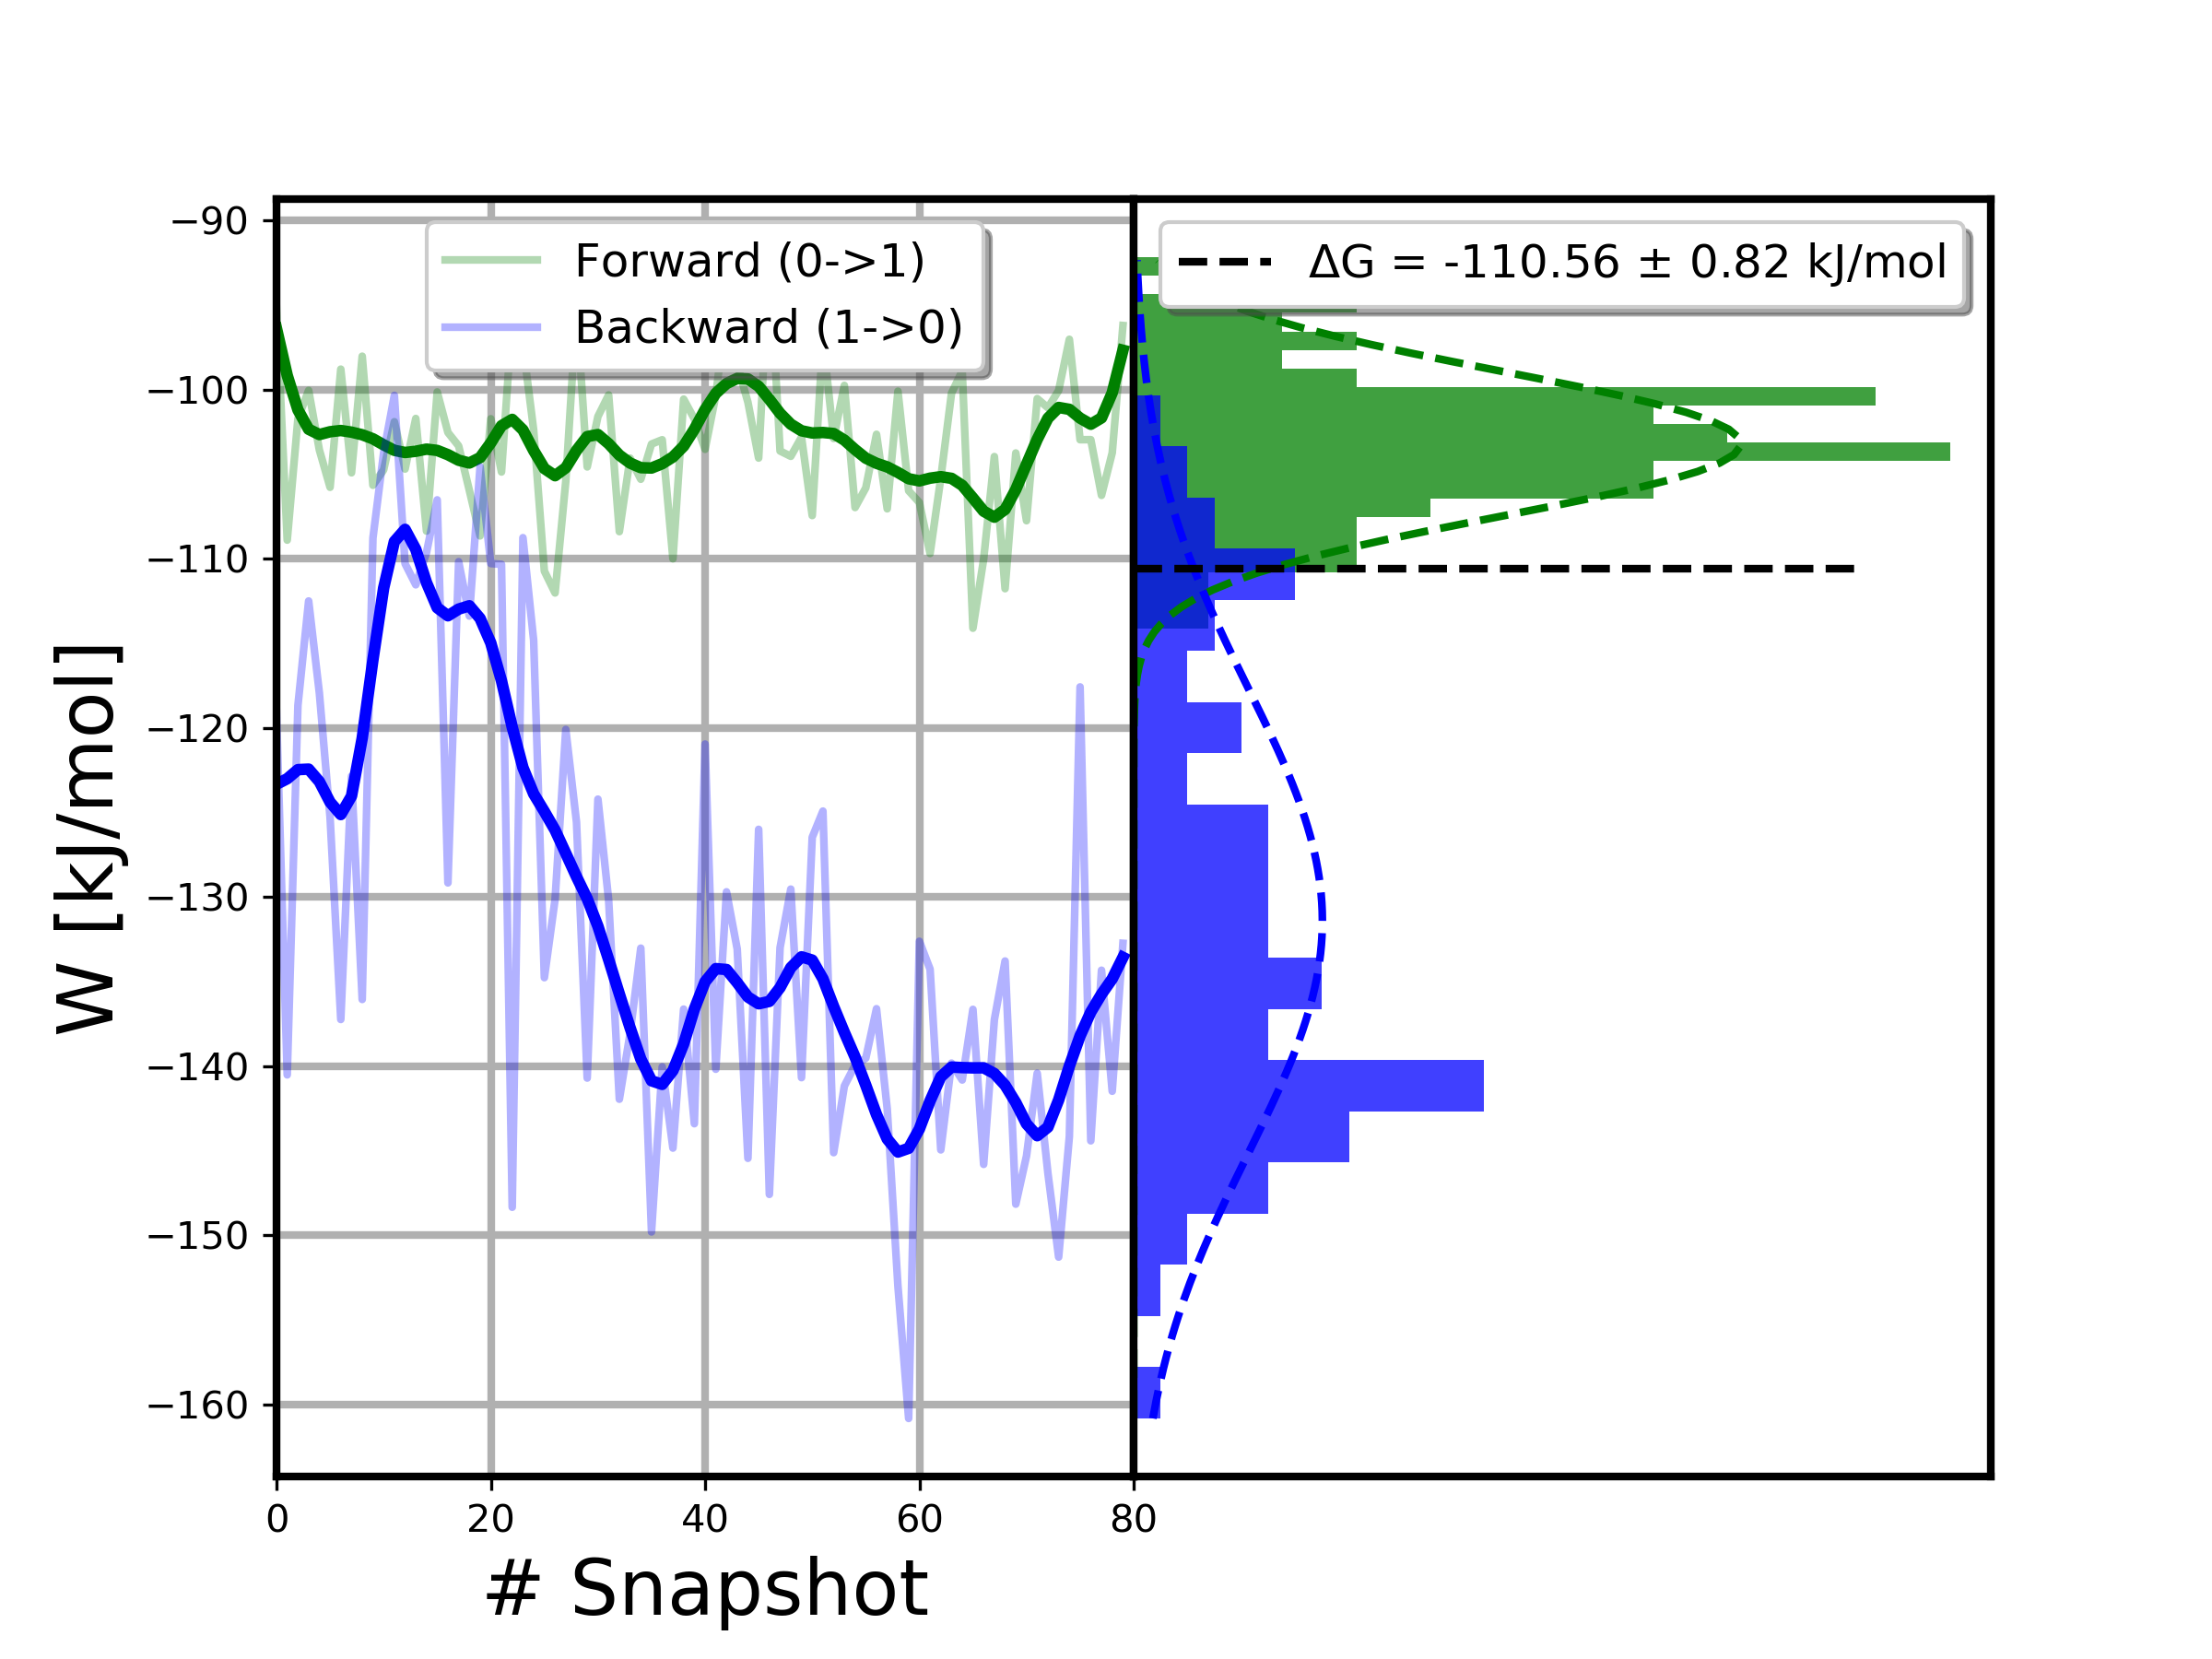 W [kJ/mol]
−90
−100
−110
−120
−130
−140
−150
−160
Forward (0->1)
Backward (1->0)
ΔG = -110.56 ± 0.82 kJ/mol
0 20 40 60 80
# Snapshot